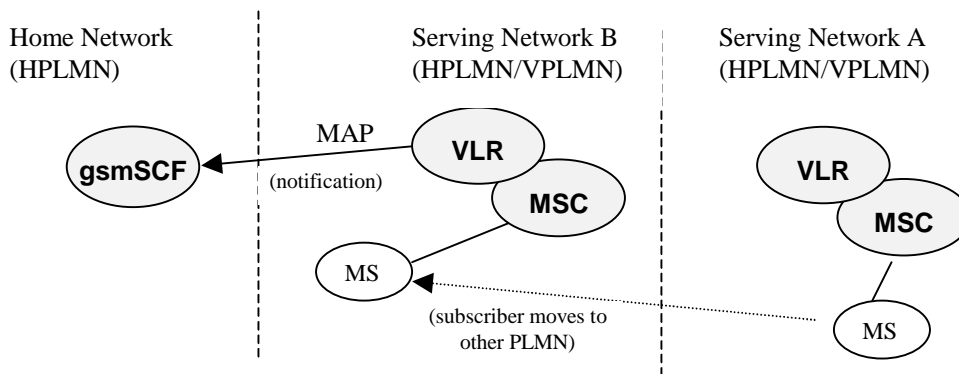 Home Network
(HPLMN)
Serving Network B
(HPLMN/VPLMN)
Serving Network A
(HPLMN/VPLMN)
MAP
(notification)
gsmSCF
VLR
MSC
MS
VLR
MSC
MS
(subscriber moves to
other PLMN)